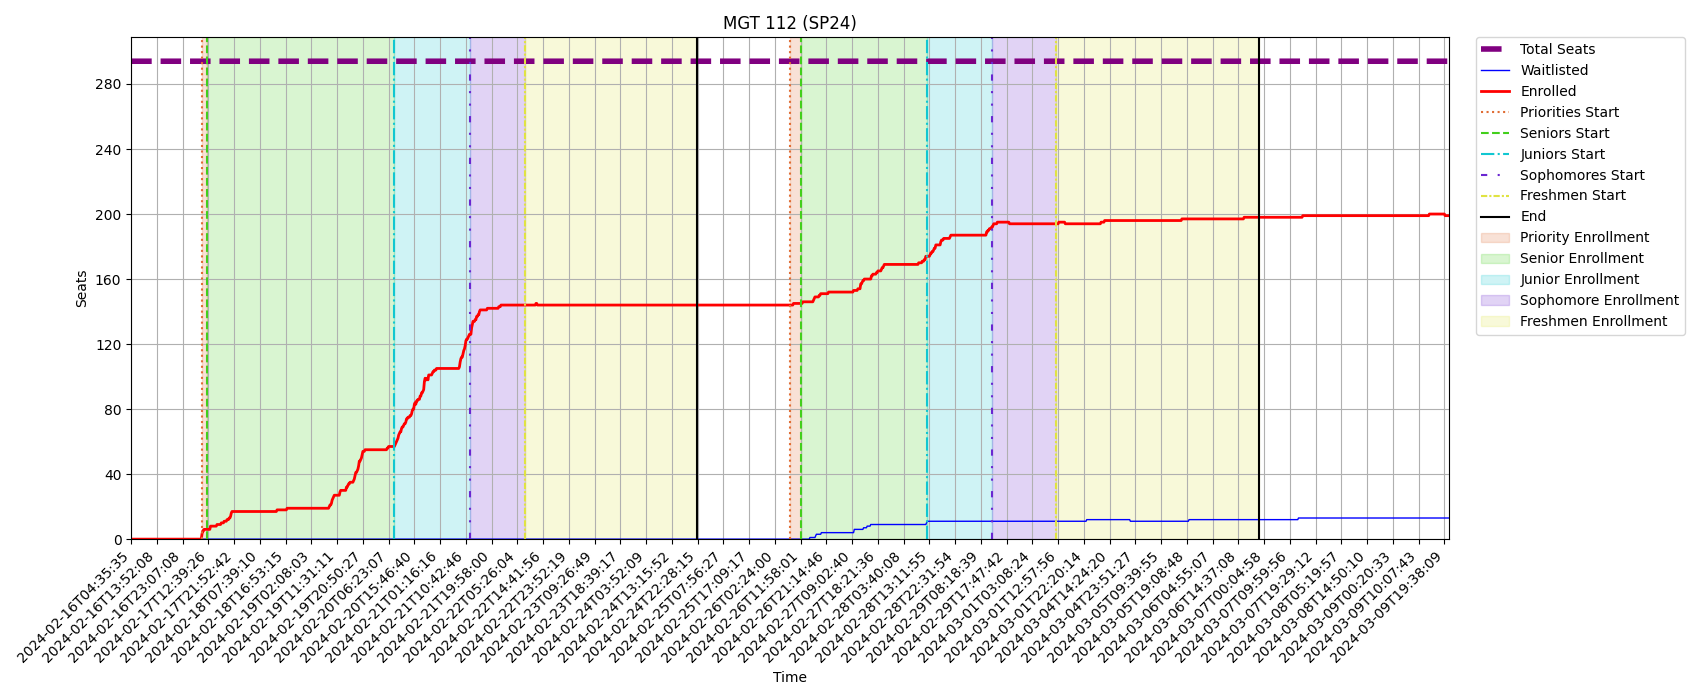 MGT 112 (SP24)
Total Seats
Waitlisted
Enrolled
Priorities Start
Seniors Start
Juniors Start
Sophomores Start
Freshmen Start
End
Priority Enrollment
Senior Enrollment
Junior Enrollment
Sophomore Enrollment
Freshmen Enrollment
Seats
280
240
200
160
120
80
40
0
2024-02-16T04:35:35
2024-02-16T13:52:08
2024-02-16T23:07:08
2024-02-17T12:39:26
2024-02-17T21:52:42
2024-02-18T07:39:10
2024-02-18T16:53:15
2024-02-19T02:08:03
2024-02-19T11:31:11
2024-02-19T20:50:27
2024-02-20T06:23:07
2024-02-20T15:46:40
2024-02-21T01:16:16
2024-02-21T10:42:46
2024-02-21T19:58:00
2024-02-22T05:26:04
2024-02-22T14:41:56
2024-02-22T23:52:19
2024-02-23T09:26:49
2024-02-23T18:39:17
2024-02-24T03:52:09
2024-02-24T13:15:52
2024-02-24T22:28:15
2024-02-25T07:56:27
2024-02-25T17:09:17
2024-02-26T02:24:00
2024-02-26T11:58:01
2024-02-26T21:14:46
2024-02-27T09:02:40
2024-02-27T18:21:36
2024-02-28T03:40:08
2024-02-28T13:11:55
2024-02-28T22:31:54
2024-02-29T08:18:39
2024-02-29T17:47:42
2024-03-01T03:08:24
2024-03-01T12:57:56
2024-03-01T22:20:14
2024-03-04T14:24:20
2024-03-04T23:51:27
2024-03-05T09:39:55
2024-03-05T19:08:48
2024-03-06T04:55:07
2024-03-06T14:37:08
2024-03-07T00:04:58
2024-03-07T09:59:56
2024-03-07T19:29:12
2024-03-08T05:19:57
2024-03-08T14:50:10
2024-03-09T00:20:33
2024-03-09T10:07:43
2024-03-09T19:38:09
Time